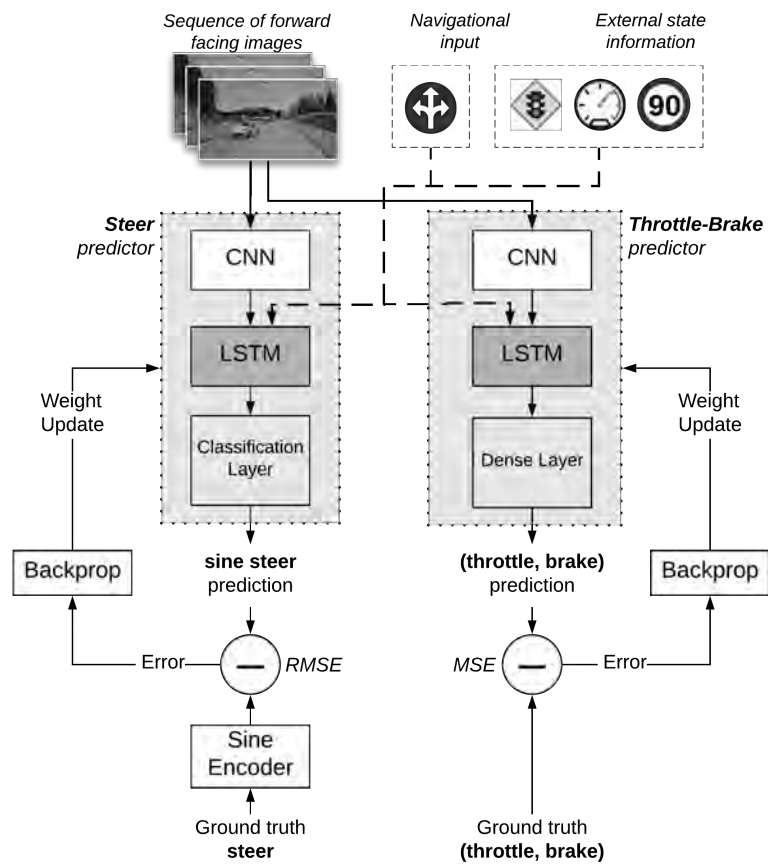 Sequence of forward
facing images
Navigational
input
External state
information
90
Steer
predictor
Throttle-Brake
predictor
CNN
CNN
LSTM
LSTM
Classification
Layer
Dense Layer
Weight
Update
Weight
Update
sine steer
prediction
(throttle, brake)
prediction
Backprop
Backprop
Error
RMSE
MSE
Error
Sine
Encoder
Ground truth
steer
Ground truth
(throttle, brake)